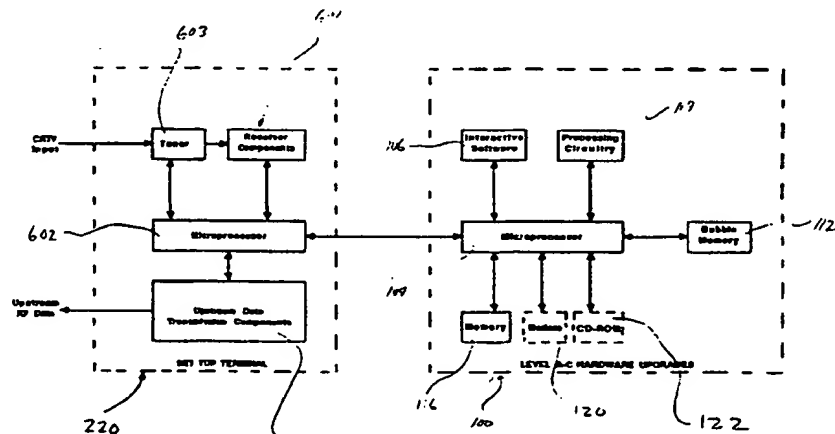 603
CATV
Input
Tuner
Receiver
Components
602
Microprocessor
Upstream
RF Data
Upstream Data
Transmission Components
SET TOP TERMINAL
220
106
Interactive
Software
Processing
Circuitry
Microprocessor
Bubble
Memory
112
Memory
Modem
CD-ROM
LEVEL A-C HARDWARE UPGRADES
116
100
120
122